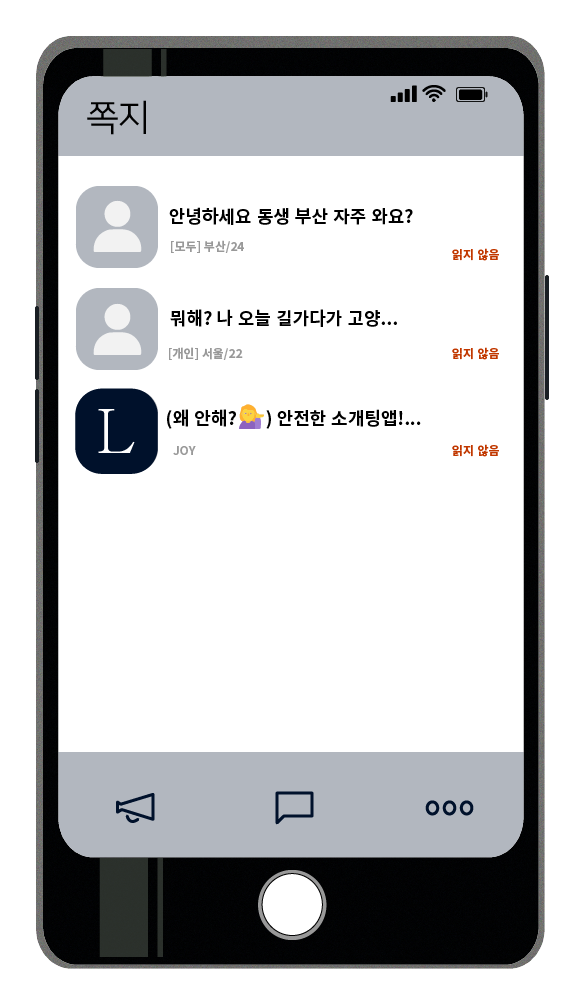 쪽지
안녕하세요 동생 부산 자주 와요?
[모두] 부산/24
읽지 않음
뭐해? 나 오늘 길가다가 고양...
[개인] 서울/22
읽지 않음
L
(왜 안해?💁) 안전한 소개팅앱!...
JOY
읽지 않음